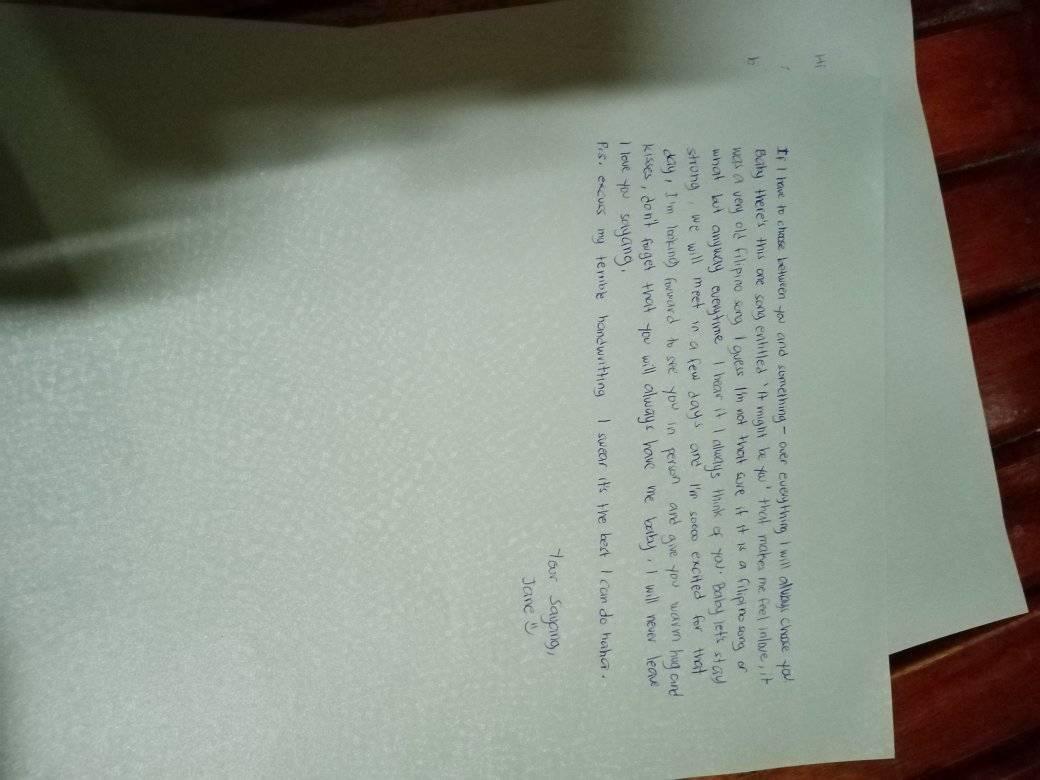 Hi
If I have to choose between you and something - over everything I will always choose you
Baby there's this one song entitled 'It might be you' that makes me feel inlove, it
was a very old filipino song I guess I'm not that sure if it is a filipino song or
what but anyway everytime I hear it I always think of you. Baby let's stay
strong, we will meet in a few days and I'm soooo excited for that
day, I'm looking forward to see you in person and give you warm hug and
kisses, don't forget that you will always have me baby, I will never leave
I love you sayang.
P.s. excuse my terrible handwritting I swear it's the best I can do haha.
Your Sayang,
Jane